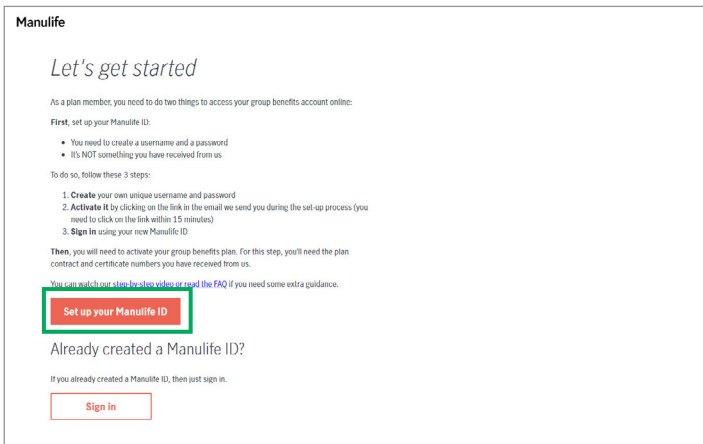 Manulife
Let's get started
As a plan member, you need to do two things to access your group benefits account online:
First, set up your Manulife ID:
• You need to create a username and a password
• It's NOT something you have received from us
To do so, follow these 3 steps:
1. Create your own unique username and password
2. Activate it by clicking on the link in the email we send you during the set-up process (you
need to click on the link within 15 minutes)
3. Sign in using your new Manulife ID
Then, you will need to activate your group benefits plan. For this step, you'll need the plan
contract and certificate numbers you have received from us.
You can watch our step-by-step video or read the FAQ if you need some extra guidance.
Set up your Manulife ID
Already created a Manulife ID?
If you already created a Manulife ID, then just sign in.
Sign in